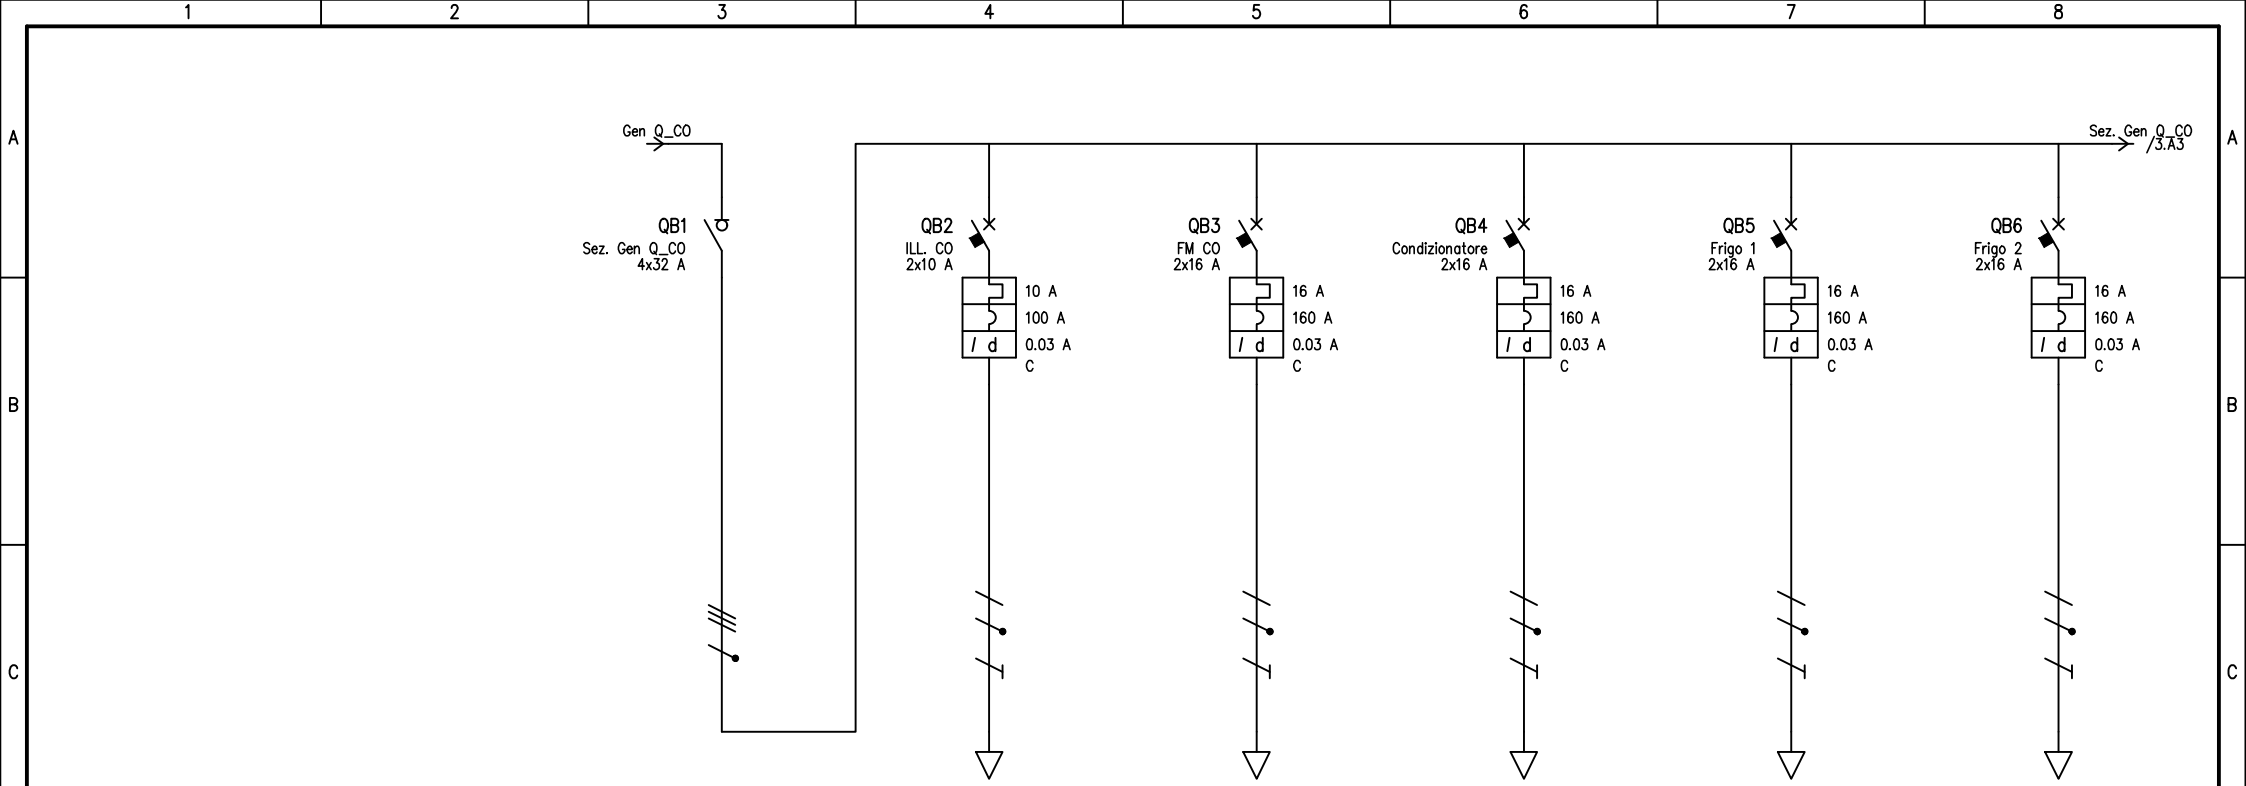 1 2 3 4 5 6 7 8
A A
Gen Q_CO
Sez. Gen Q_CO
/3.A3
QB1
Sez. Gen Q_CO
4x32 A
QB2
ILL. CO
2x10 A
10 A
100 A
I d 0.03 A
C
QB3
FM CO
2x16 A
16 A
160 A
I d 0.03 A
C
QB4
Condizionatore
2x16 A
16 A
160 A
I d 0.03 A
C
QB5
Frigo 1
2x16 A
16 A
160 A
I d 0.03 A
C
QB6
Frigo 2
2x16 A
16 A
160 A
I d 0.03 A
C
B B
C C